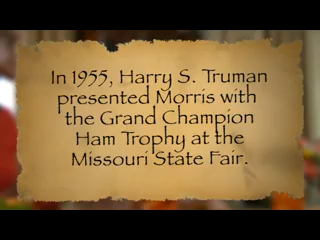 In 1955, Harry S. Truman
presented Morris with
the Grand Champion
Ham Trophy at the
Missouri State Fair.